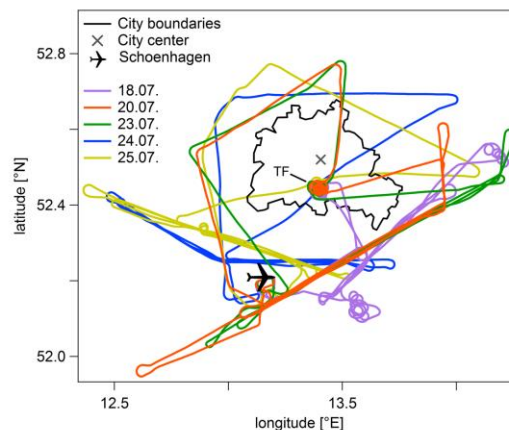 City boundaries
City center
Schoenhagen
18.07.
20.07.
23.07.
24.07.
25.07.
TF
52.8
52.4
52.0
latitude [°N]
12.5
13.5
longitude [°E]